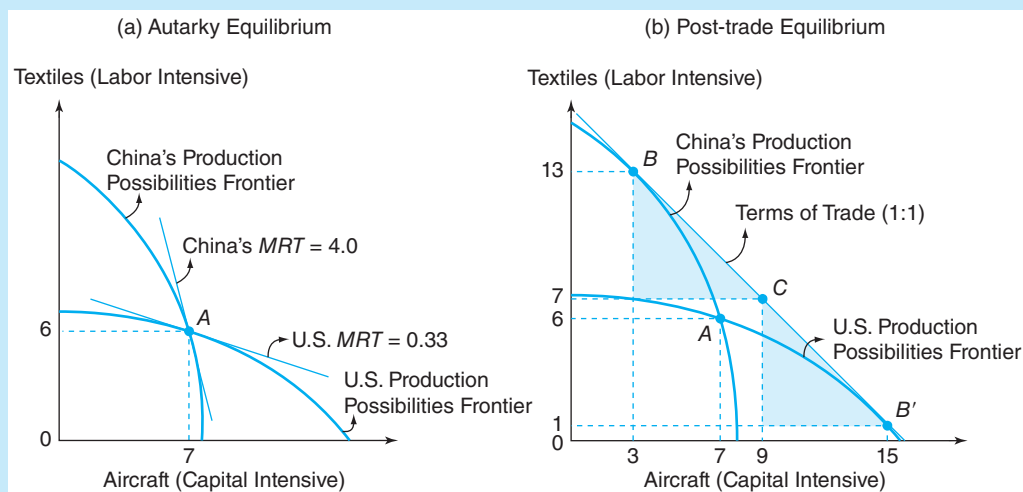 (a) Autarky Equilibrium
Textiles (Labor Intensive)
China's Production
Possibilities Frontier
China's MRT = 4.0
A
6
U.S. MRT = 0.33
U.S. Production
Possibilities Frontier
0
7
Aircraft (Capital Intensive)
(b) Post-trade Equilibrium
Textiles (Labor Intensive)
China's Production
Possibilities Frontier
B
13
Terms of Trade (1:1)
C
7
6
A
U.S. Production
Possibilities Frontier
B′
1
0
3 7 9 15
Aircraft (Capital Intensive)